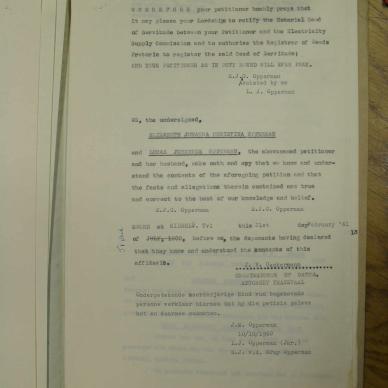 W H E R E F O R E your petitioner humbly prays that
it may please your Lordship to ratify the Notarial Deed
of Servitude between your Petitioner and the Electricity
Supply Commission and to authorise the Registrar of Deeds
Pretoria to register the said Deed of Servitude;
AND YOUR PETITIONER AS IN DUTY BOUND WILL EVER PRAY.
E.J.C. Opperman
Assisted by me
L. J. Opperman
We, the undersigned,
ELIZABETH JOHANNA CHRISTINA OPPERMAN
and LUCAS JOHANNES OPPERMAN, the abovenamed petitioner
and her husband, make oath and say that we know and under-
stand the contents of the aforegoing petition and that
the facts and allegations therein contained are true
and correct to the best of our knowledge and belief.
E.J.C. Opperman E.J.C. Opperman
SWORN at Tvl this 21st day February '61
of JULY, 1960, before me, the deponents having declared
that they know and understand the contents of this
affidavit.
COMMISSIONER OF OATHS,
Ondergetekende meerderjarige kind van bogenoemde
persone verklaar hiermee dat hy die petisie gelees
het en daarmee
J.M. Opperman
10/10/1960
L.J. Opperman (Jnr.)